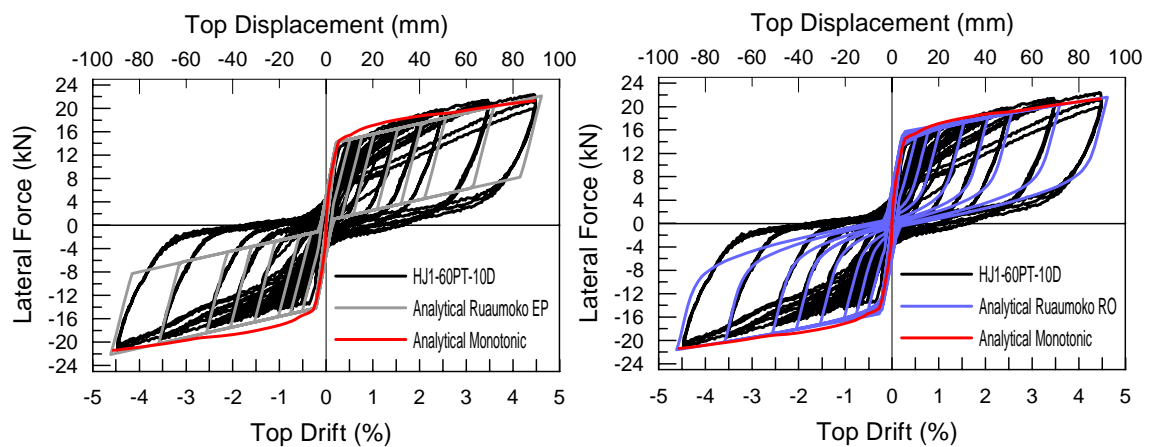 Top Displacement (mm)
-100 -80 -60 -40 -20 0 20 40 60 80 100
24
20
16
12
8
4
0
-4
-8
-12
-16
-20
-24
Lateral Force (kN)
HJ1-60PT-10D
Analytical Ruaumoko EP
Analytical Monotonic
-5 -4 -3 -2 -1 0 1 2 3 4 5
Top Drift (%)
Top Displacement (mm)
-100 -80 -60 -40 -20 0 20 40 60 80 100
24
20
16
12
8
4
0
-4
-8
-12
-16
-20
-24
Lateral Force (kN)
HJ1-60PT-10D
Analytical Ruaumoko RO
Analytical Monotonic
-5 -4 -3 -2 -1 0 1 2 3 4 5
Top Drift (%)